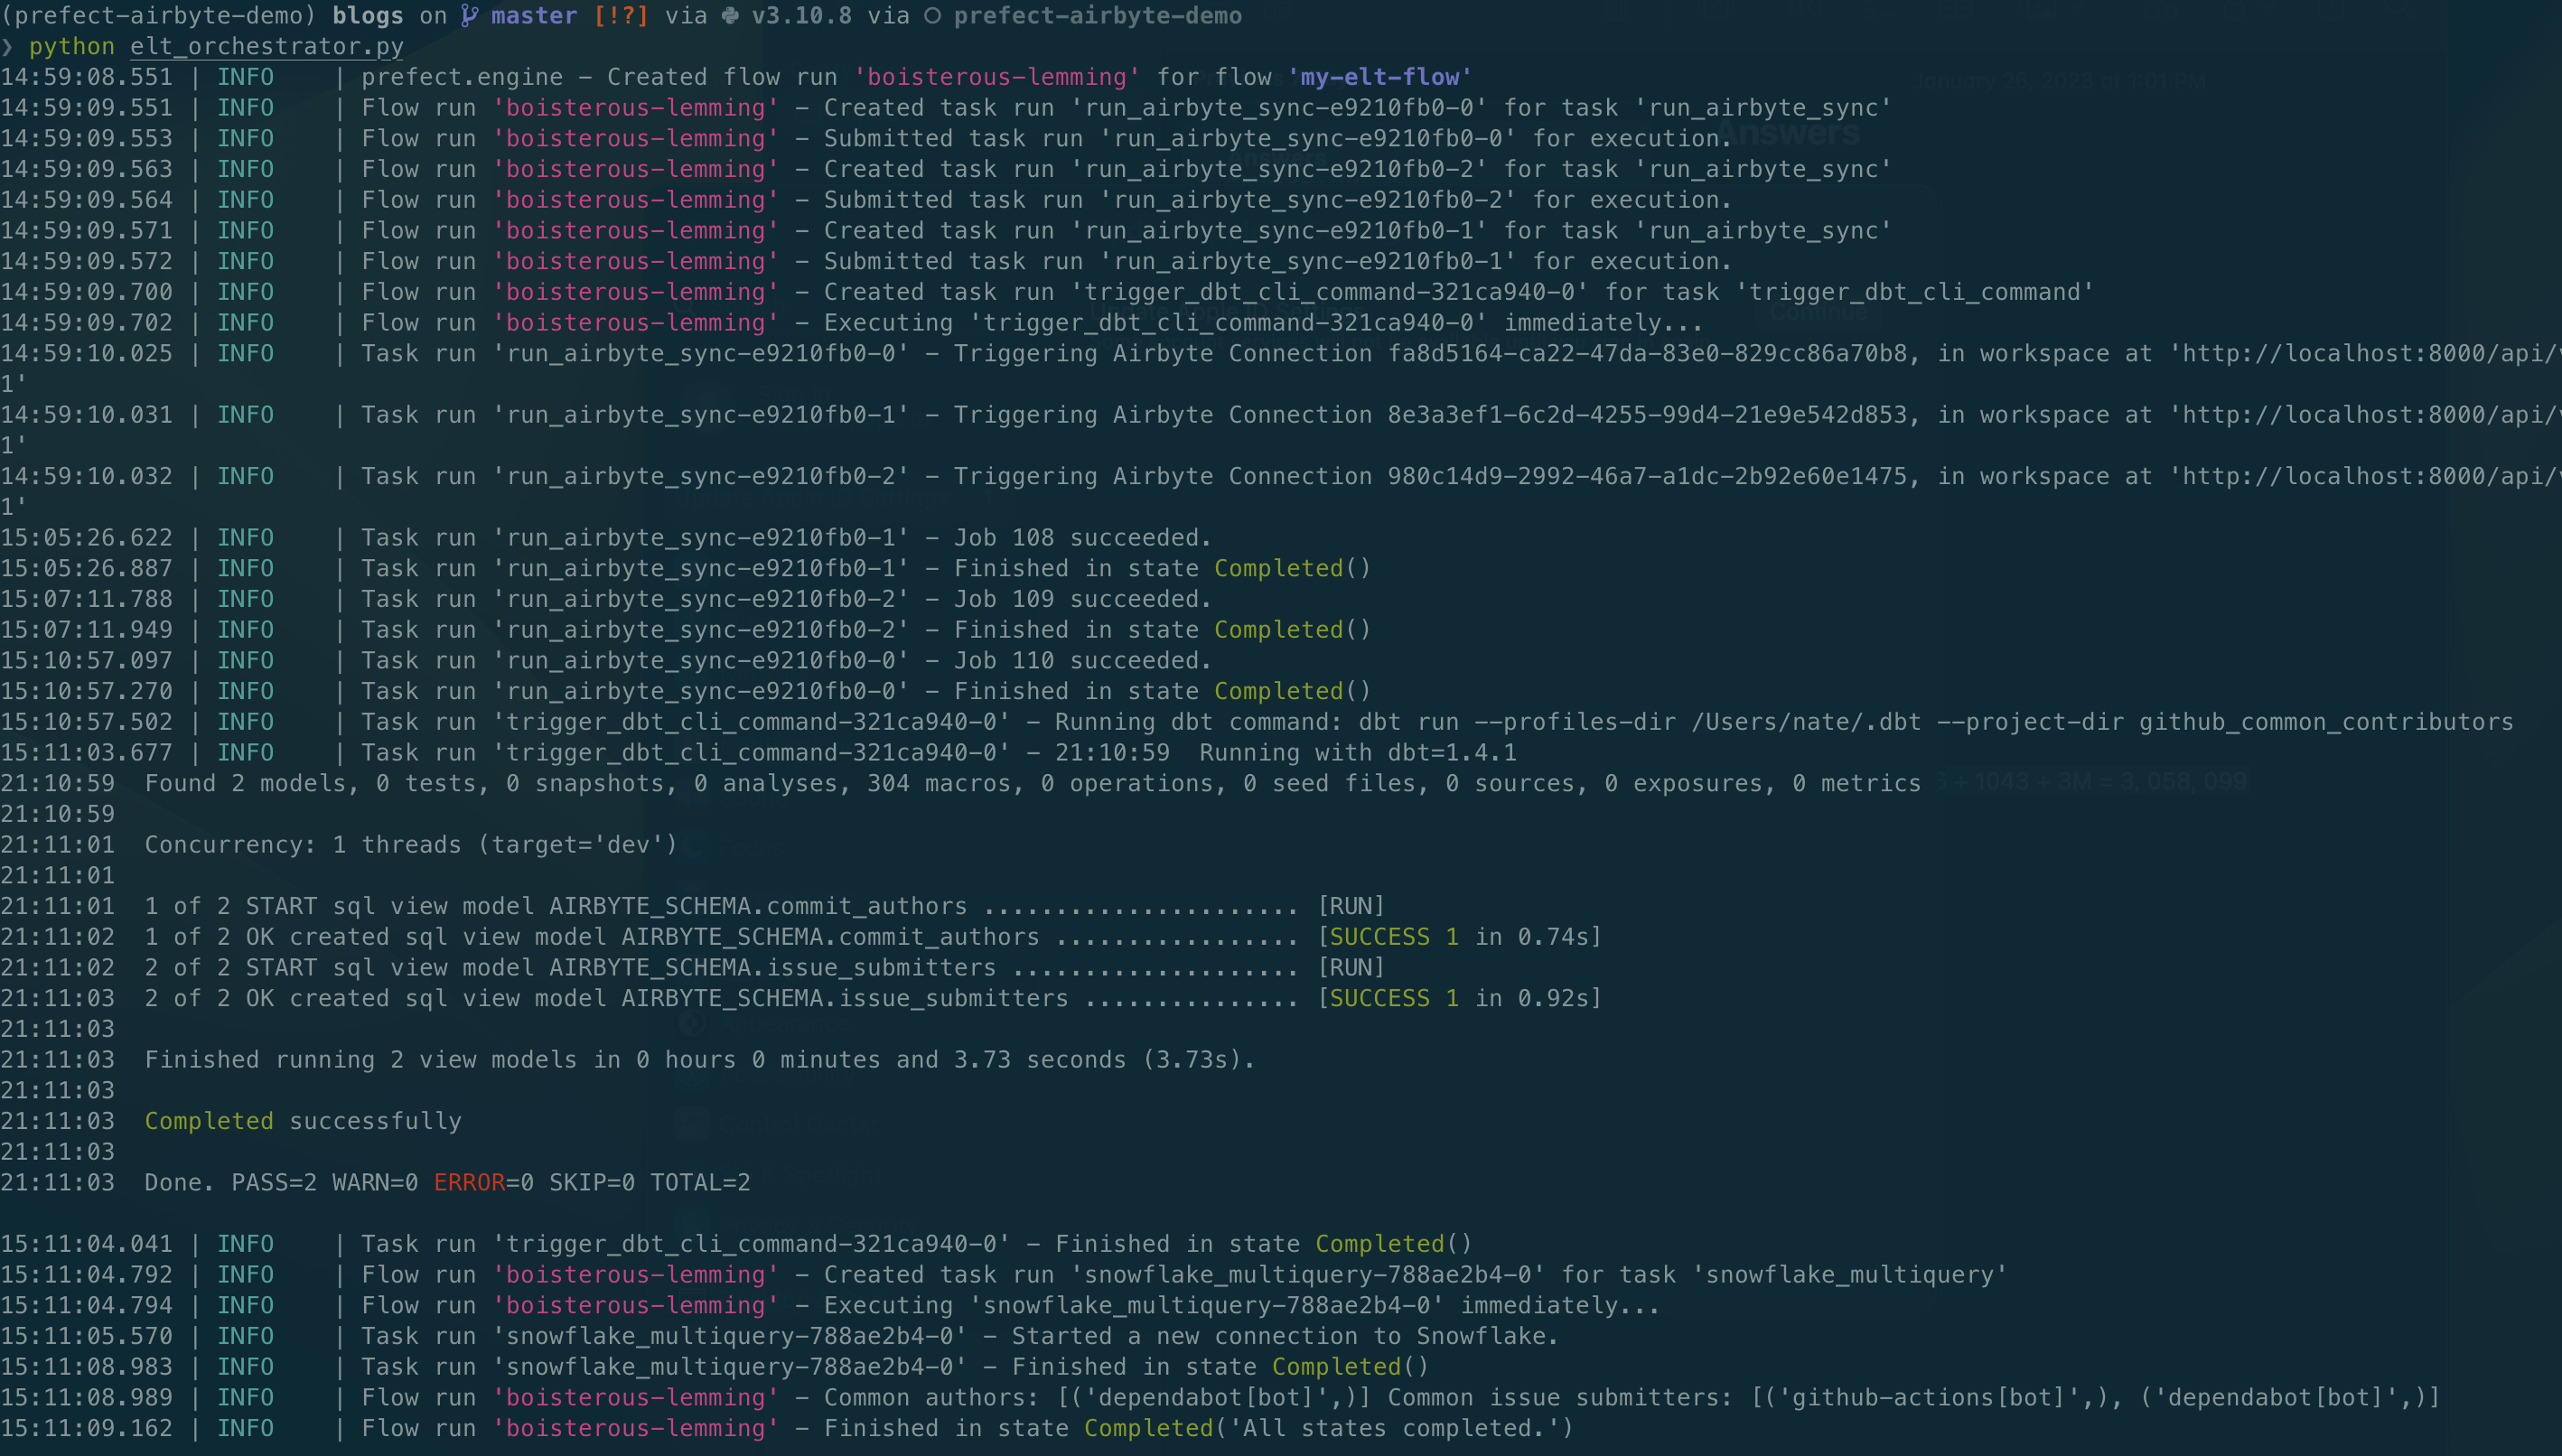 (prefect-airbyte-demo) blogs on master [!?] via v3.10.8 via prefect-airbyte-demo
❯ python elt_orchestrator.py
14:59:08.551 | INFO    | prefect.engine - Created flow run 'boisterous-lemming' for flow 'my-elt-flow'
14:59:09.551 | INFO    | Flow run 'boisterous-lemming' - Created task run 'run_airbyte_sync-e9210fb0-0' for task 'run_airbyte_sync'
14:59:09.553 | INFO    | Flow run 'boisterous-lemming' - Submitted task run 'run_airbyte_sync-e9210fb0-0' for execution.
14:59:09.563 | INFO    | Flow run 'boisterous-lemming' - Created task run 'run_airbyte_sync-e9210fb0-2' for task 'run_airbyte_sync'
14:59:09.564 | INFO    | Flow run 'boisterous-lemming' - Submitted task run 'run_airbyte_sync-e9210fb0-2' for execution.
14:59:09.571 | INFO    | Flow run 'boisterous-lemming' - Created task run 'run_airbyte_sync-e9210fb0-1' for task 'run_airbyte_sync'
14:59:09.572 | INFO    | Flow run 'boisterous-lemming' - Submitted task run 'run_airbyte_sync-e9210fb0-1' for execution.
14:59:09.700 | INFO    | Flow run 'boisterous-lemming' - Created task run 'trigger_dbt_cli_command-321ca940-0' for task 'trigger_dbt_cli_command'
14:59:09.702 | INFO    | Flow run 'boisterous-lemming' - Executing 'trigger_dbt_cli_command-321ca940-0' immediately...
14:59:10.025 | INFO    | Task run 'run_airbyte_sync-e9210fb0-0' - Triggering Airbyte Connection fa8d5164-ca22-47da-83e0-829cc86a70b8, in workspace at 'http://localhost:8000/api/v
1'
14:59:10.031 | INFO    | Task run 'run_airbyte_sync-e9210fb0-1' - Triggering Airbyte Connection 8e3a3ef1-6c2d-4255-99d4-21e9e542d853, in workspace at 'http://localhost:8000/api/v
1'
14:59:10.032 | INFO    | Task run 'run_airbyte_sync-e9210fb0-2' - Triggering Airbyte Connection 980c14d9-2992-46a7-a1dc-2b92e60e1475, in workspace at 'http://localhost:8000/api/v
1'
15:05:26.622 | INFO    | Task run 'run_airbyte_sync-e9210fb0-1' - Job 108 succeeded.
15:05:26.887 | INFO    | Task run 'run_airbyte_sync-e9210fb0-1' - Finished in state Completed()
15:07:11.788 | INFO    | Task run 'run_airbyte_sync-e9210fb0-2' - Job 109 succeeded.
15:07:11.949 | INFO    | Task run 'run_airbyte_sync-e9210fb0-2' - Finished in state Completed()
15:10:57.097 | INFO    | Task run 'run_airbyte_sync-e9210fb0-0' - Job 110 succeeded.
15:10:57.270 | INFO    | Task run 'run_airbyte_sync-e9210fb0-0' - Finished in state Completed()
15:10:57.502 | INFO    | Task run 'trigger_dbt_cli_command-321ca940-0' - Running dbt command: dbt run --profiles-dir /Users/nate/.dbt --project-dir github_common_contributors
15:11:03.677 | INFO    | Task run 'trigger_dbt_cli_command-321ca940-0' - 21:10:59  Running with dbt=1.4.1
21:10:59  Found 2 models, 0 tests, 0 snapshots, 0 analyses, 304 macros, 0 operations, 0 seed files, 0 sources, 0 exposures, 0 metrics
21:10:59
21:11:01  Concurrency: 1 threads (target='dev')
21:11:01
21:11:01  1 of 2 START sql view model AIRBYTE_SCHEMA.commit_authors ...................... [RUN]
21:11:02  1 of 2 OK created sql view model AIRBYTE_SCHEMA.commit_authors ................. [SUCCESS 1 in 0.74s]
21:11:02  2 of 2 START sql view model AIRBYTE_SCHEMA.issue_submitters .................... [RUN]
21:11:03  2 of 2 OK created sql view model AIRBYTE_SCHEMA.issue_submitters ............... [SUCCESS 1 in 0.92s]
21:11:03
21:11:03  Finished running 2 view models in 0 hours 0 minutes and 3.73 seconds (3.73s).
21:11:03
21:11:03  Completed successfully
21:11:03
21:11:03  Done. PASS=2 WARN=0 ERROR=0 SKIP=0 TOTAL=2
15:11:04.041 | INFO    | Task run 'trigger_dbt_cli_command-321ca940-0' - Finished in state Completed()
15:11:04.792 | INFO    | Flow run 'boisterous-lemming' - Created task run 'snowflake_multiquery-788ae2b4-0' for task 'snowflake_multiquery'
15:11:04.794 | INFO    | Flow run 'boisterous-lemming' - Executing 'snowflake_multiquery-788ae2b4-0' immediately...
15:11:05.570 | INFO    | Task run 'snowflake_multiquery-788ae2b4-0' - Started a new connection to Snowflake.
15:11:08.983 | INFO    | Task run 'snowflake_multiquery-788ae2b4-0' - Finished in state Completed()
15:11:08.989 | INFO    | Flow run 'boisterous-lemming' - Common authors: [('dependabot[bot]',)] Common issue submitters: [('github-actions[bot]',), ('dependabot[bot]',)]
15:11:09.162 | INFO    | Flow run 'boisterous-lemming' - Finished in state Completed('All states completed.')